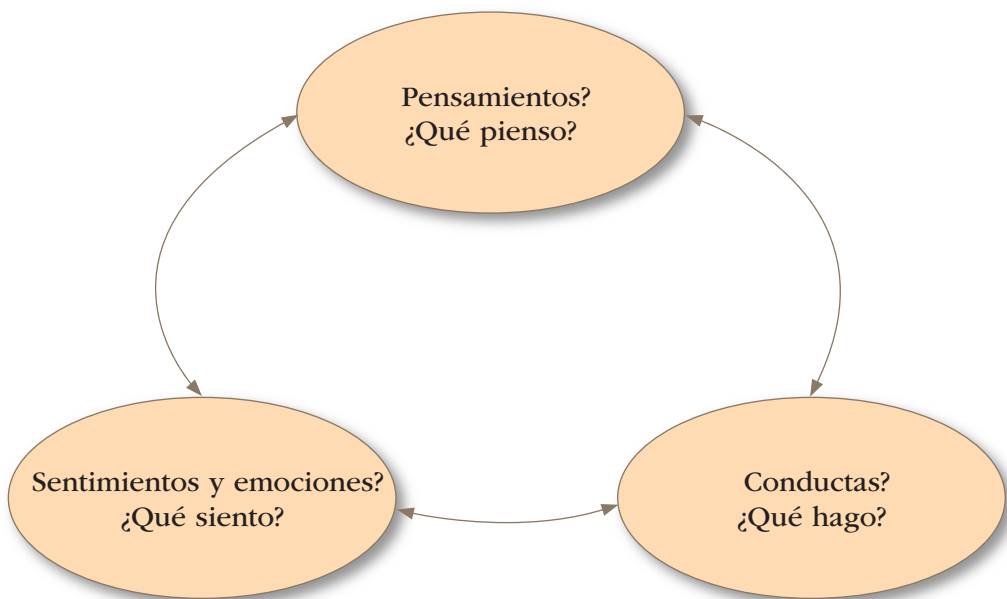 Pensamientos?
¿Qué pienso?
Sentimientos y emociones?
¿Qué siento?
Conductas?
¿Qué hago?